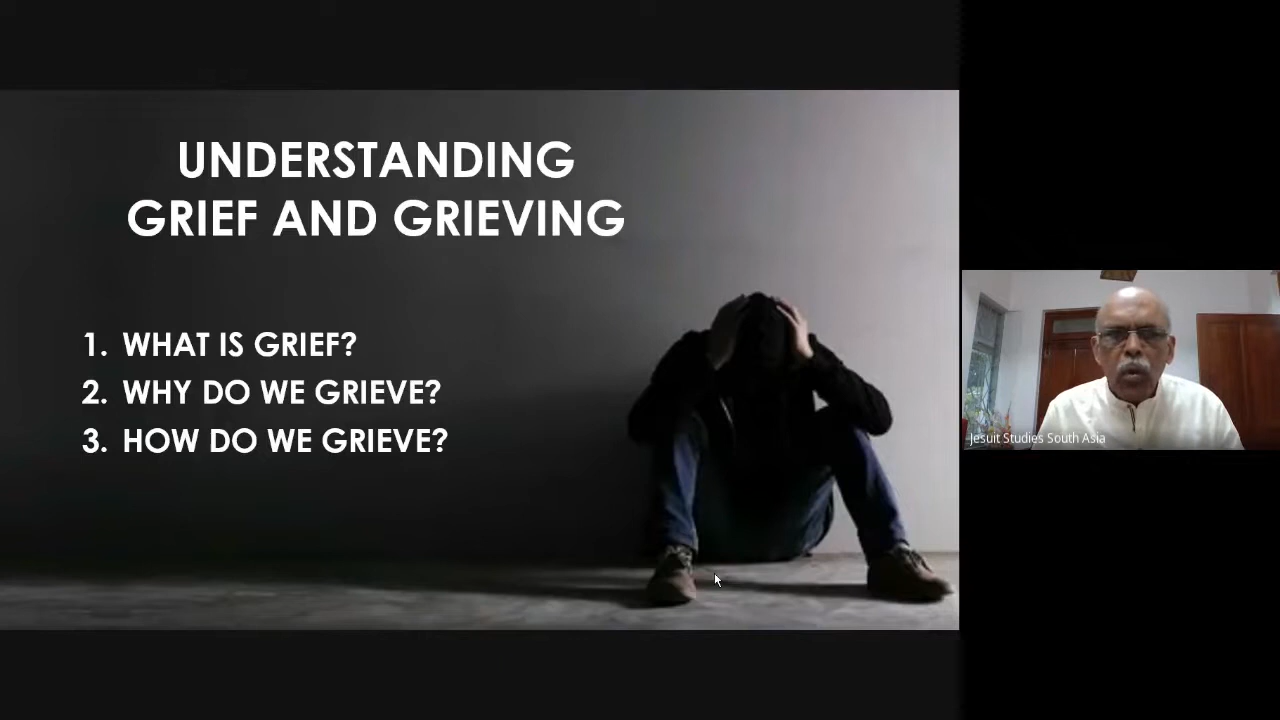 UNDERSTANDING
GRIEF AND GRIEVING
1. WHAT IS GRIEF?
2. WHY DO WE GRIEVE?
3. HOW DO WE GRIEVE?
Jesuit Studies South Asia